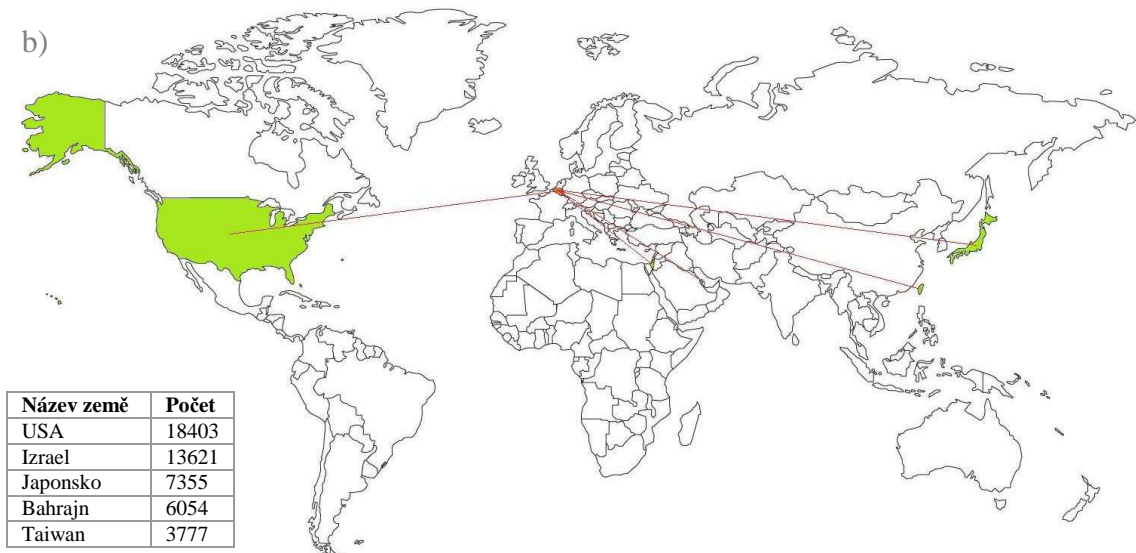 b)
Název země Počet
USA 18403
Izrael 13621
Japonsko 7355
Bahrajn 6054
Taiwan 3777